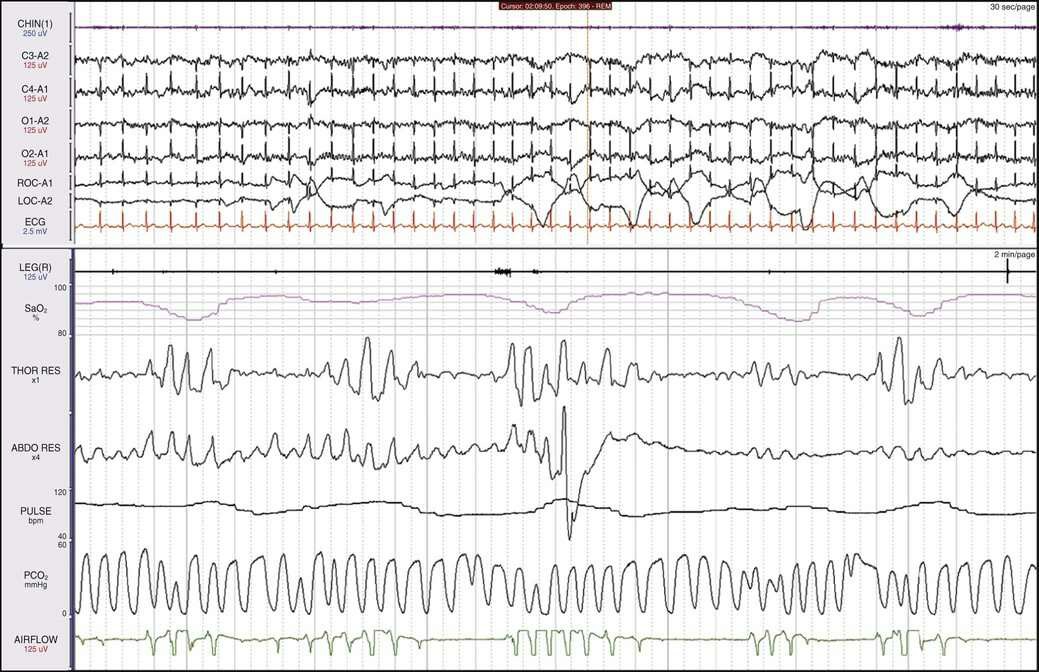 Cursor: 02:09:50, Epoch: 396 - REM
30 sec/page
CHIN(1)
250 uV
C3-A2
125 uV
C4-A1
125 uV
O1-A2
125 uV
O2-A1
125 uV
ROC-A1
LOC-A2
ECG
2.5 mV
2 min/page
LEG(R)
125 uV
100
SaO₂
%
80
THOR RES
x1
ABDO RES
x4
120
PULSE
bpm
40
60
PCO₂
mmHg
0
AIRFLOW
125 uV